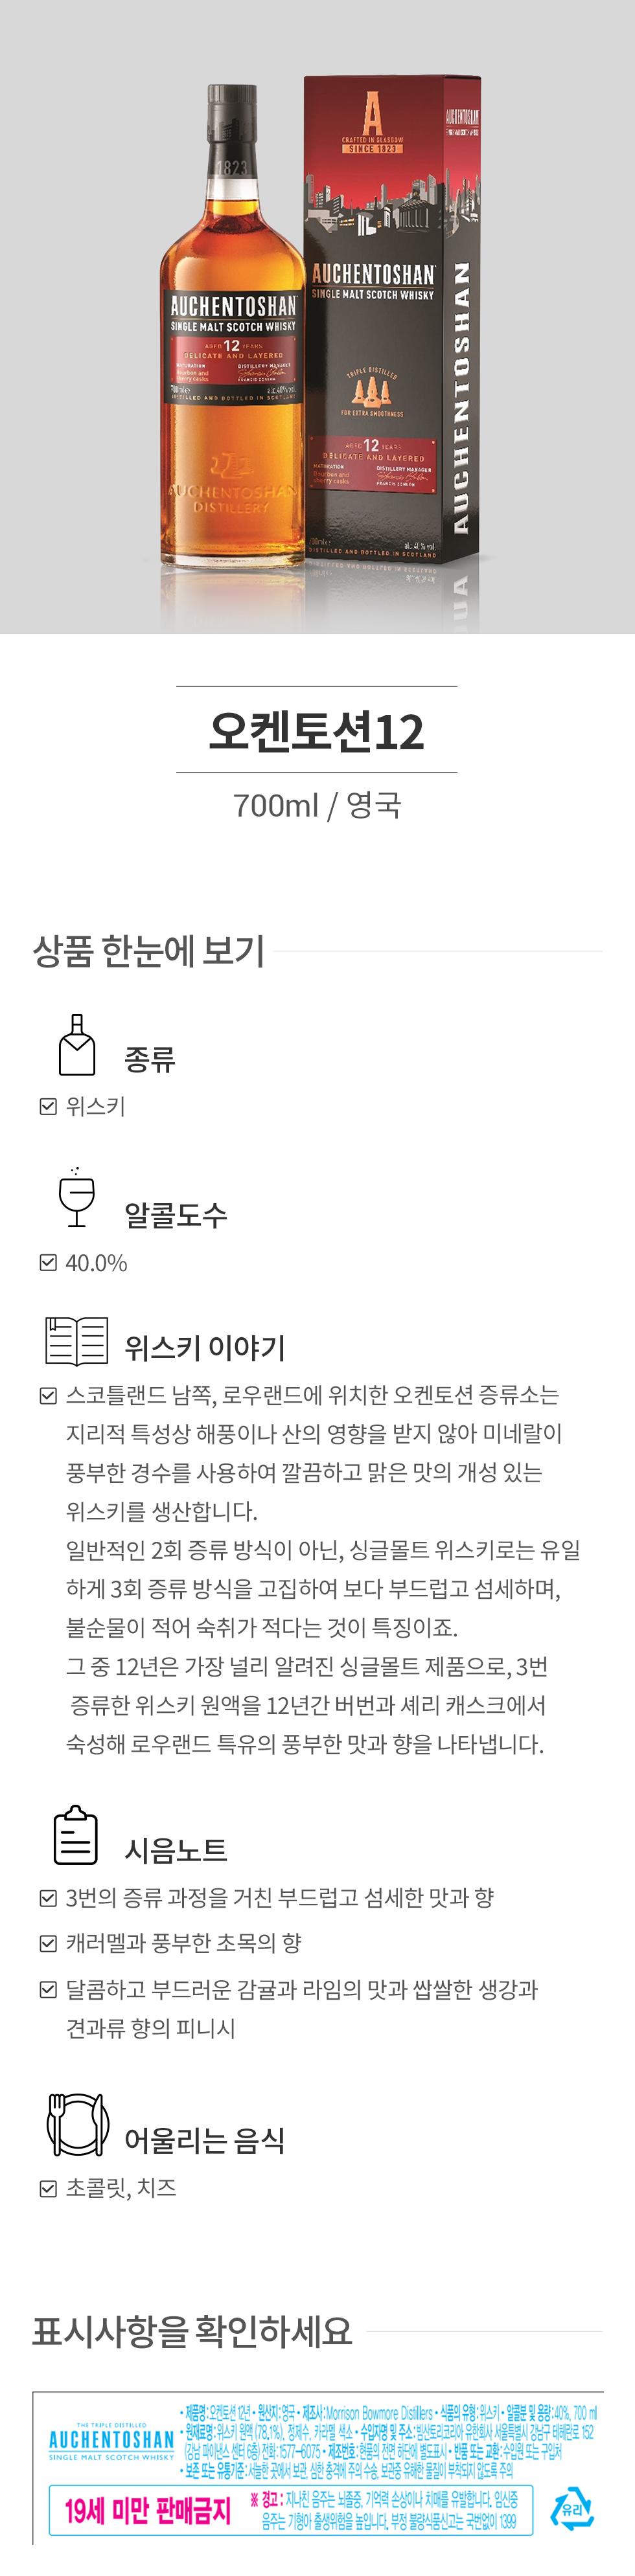 1823
AUCHENTOSHAN
SINGLE MALT SCOTCH WHISKY
AGED 12 YEARS
DELICATE AND LAYERED
MATURATION
Bourbon and
sherry casks
DISTILLERY MANAGER
700ml e
alc.40%vol
DISTILLED AND BOTTLED IN SCOTLAND
AUCHENTOSHAN
DISTILLERY
A
CRAFTED IN GLASGOW
SINCE 1823
AUCHENTOSHAN
SINGLE MALT SCOTCH WHISKY
TRIPLE DISTILLED
FOR EXTRA SMOOTHNESS
AGED 12 YEARS
DELICATE AND LAYERED
MATURATION
Bourbon and
sherry casks
DISTILLERY MANAGER
700ml e
alc.40%vol
DISTILLED AND BOTTLED IN SCOTLAND
AUCHENTOSHAN
AUCHENTOSHAN
오켄토션12
700ml / 영국
상품 한눈에 보기
종류
위스키
알콜도수
40.0%
위스키 이야기
스코틀랜드 남쪽, 로우랜드에 위치한 오켄토션 증류소는
지리적 특성상 해풍이나 산의 영향을 받지 않아 미네랄이
풍부한 경수를 사용하여 깔끔하고 맑은 맛의 개성 있는
위스키를 생산합니다.
일반적인 2회 증류 방식이 아닌, 싱글몰트 위스키로는 유일
하게 3회 증류 방식을 고집하여 보다 부드럽고 섬세하며,
불순물이 적어 숙취가 적다는 것이 특징이죠.
그 중 12년은 가장 널리 알려진 싱글몰트 제품으로, 3번
증류한 위스키 원액을 12년간 버번과 셰리 캐스크에서
숙성해 로우랜드 특유의 풍부한 맛과 향을 나타냅니다.
시음노트
3번의 증류 과정을 거친 부드럽고 섬세한 맛과 향
캐러멜과 풍부한 초목의 향
달콤하고 부드러운 감귤과 라임의 맛과 쌉쌀한 생강과
견과류 향의 피니시
어울리는 음식
초콜릿, 치즈
표시사항을 확인하세요
THE TRIPLE DISTILLED
AUCHENTOSHAN
SINGLE MALT SCOTCH WHISKY
• 제품명 : 오켄토션 12년 • 원산지 : 영국 • 제조사 : Morrison Bowmore Distillers • 식품의 유형 : 위스키 • 알콜분 및 용량 : 40%, 700 ml
• 원재료명 : 위스키 원액 (78.1%), 정제수, 카라멜 색소 • 수입자명 및 주소 : 빔산토리코리아 유한회사 서울특별시 강남구 테헤란로 152
(강남 파이낸스 센터 6층) 전화 : 1577-6075 • 제조번호 : 현품의 전면 하단에 별도표시 • 반품 또는 교환 : 수입원 또는 구입처
• 보존 또는 유통기준 : 서늘한 곳에서 보관, 심한 충격에 주의 수송, 보관중 유해한 물질이 부착되지 않도록 주의
19세 미만 판매금지
※ 경고 : 지나친 음주는 뇌졸중, 기억력 손상이나 치매를 유발합니다. 임신중
음주는 기형아 출생위험을 높입니다. 부정 불량식품신고는 국번없이 1399
유리